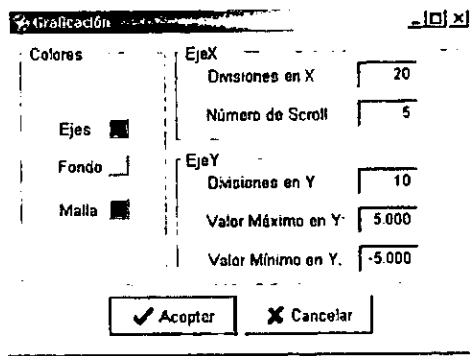 Graficación
Colores
Ejes
Fondo
Malla
EjeX
Divisiones en X 20
Número de Scroll 5
EjeY
Divisiones en Y 10
Valor Máximo en Y: 5.000
Valor Mínimo en Y. -5.000
Aceptar
Cancelar